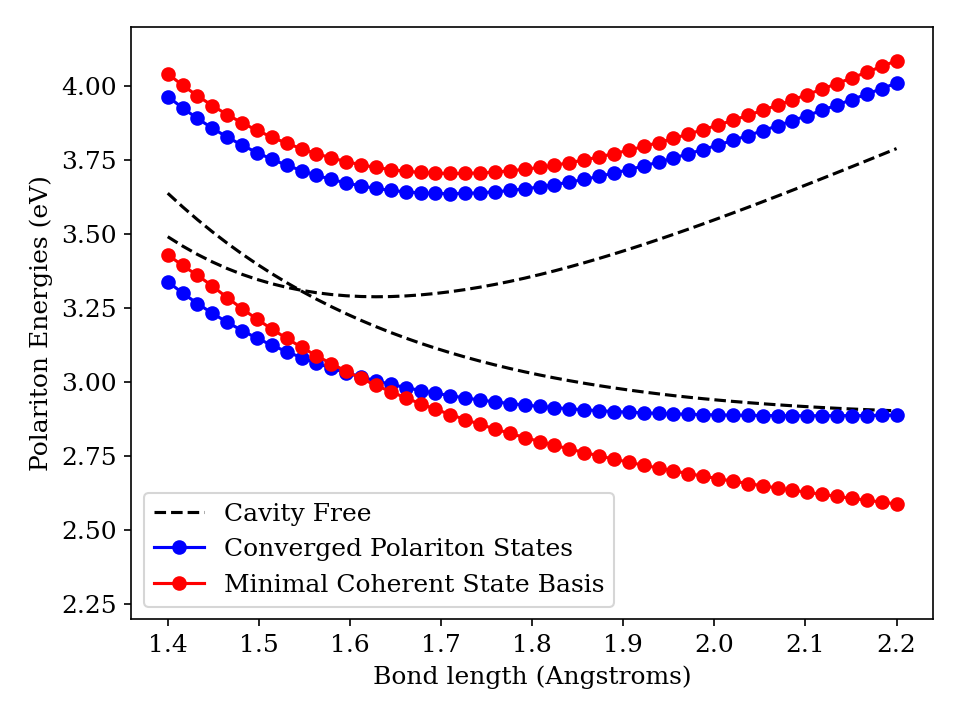 Polariton Energies (eV)
4.00
3.75
3.50
3.25
3.00
2.75
2.50
2.25
Cavity Free
Converged Polariton States
Minimal Coherent State Basis
1.4 1.5 1.6 1.7 1.8 1.9 2.0 2.1 2.2
Bond length (Angstroms)